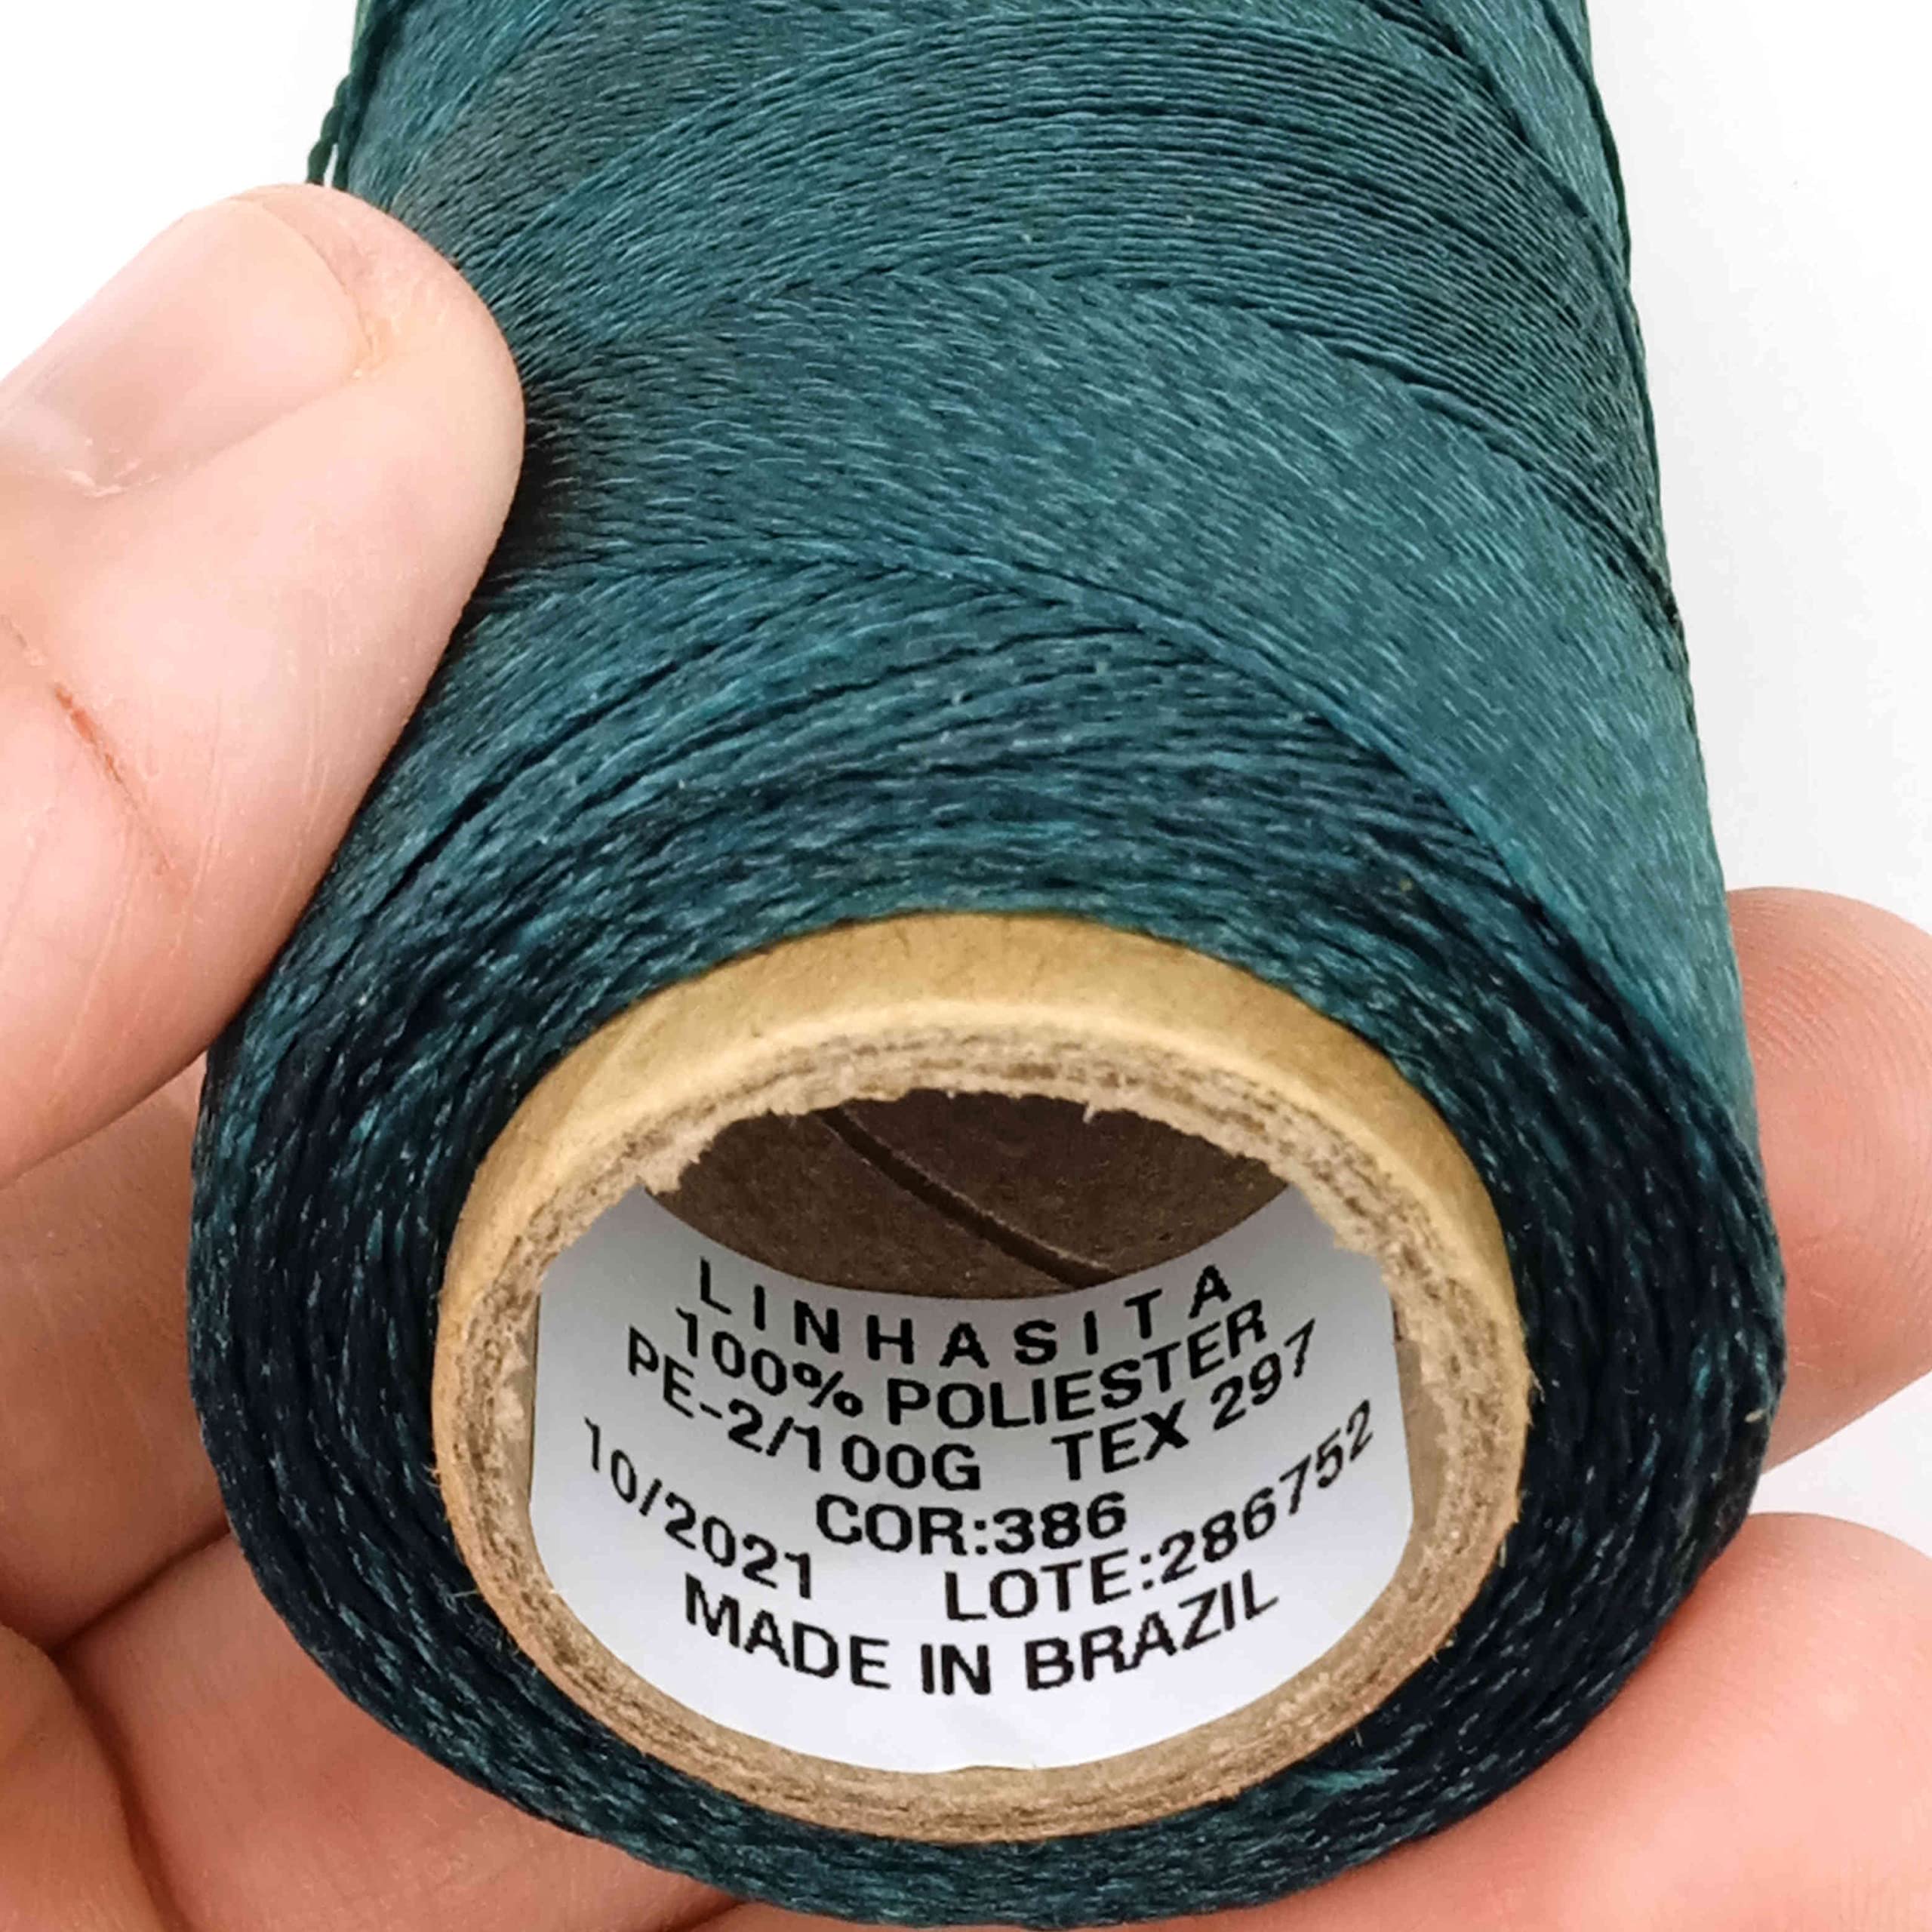 LINHASITA
100% POLIESTER
PE-2/100G TEX 297
COR:386
10/2021 LOTE:286752
MADE IN BRAZIL